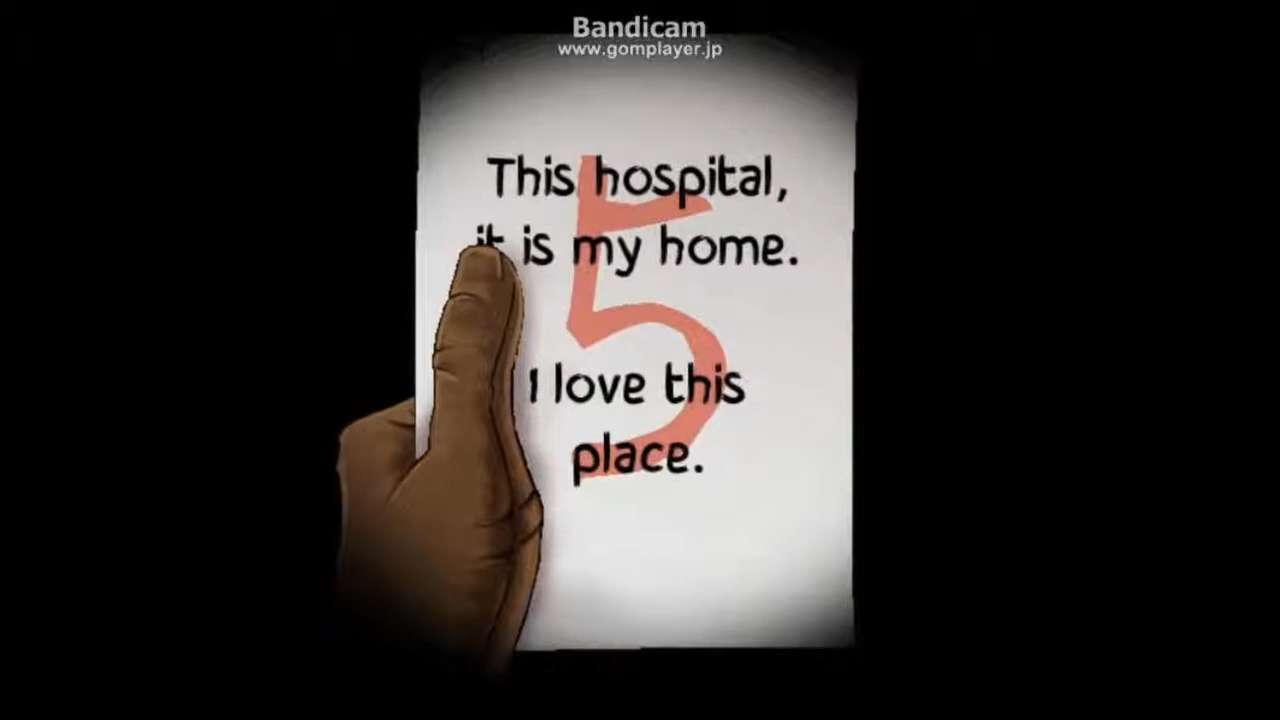 Bandicam
www.gomplayer.jp
This hospital,
it is my home.
5
I love this
place.